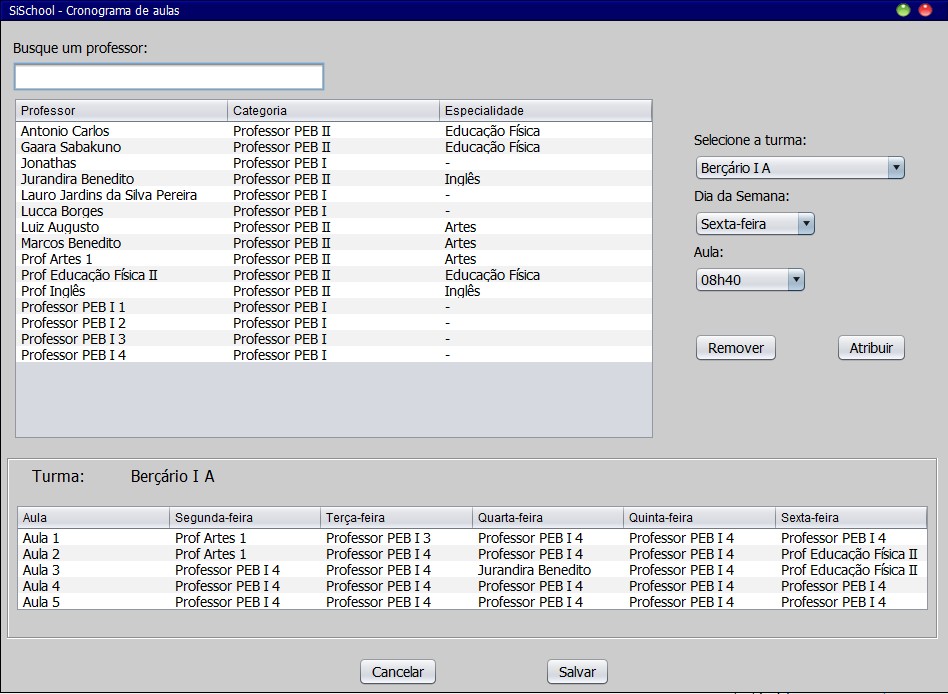 SiSchool - Cronograma de aulas
Busque um professor:
Professor Categoria Especialidade
Antonio Carlos Professor PEB II Educação Física
Gaara Sabakuno Professor PEB II Educação Física
Jonathas Professor PEB I -
Jurandira Benedito Professor PEB II Inglês
Lauro Jardins da Silva Pereira Professor PEB I -
Lucca Borges Professor PEB I -
Luiz Augusto Professor PEB II Artes
Marcos Benedito Professor PEB II Artes
Prof Artes 1 Professor PEB II Artes
Prof Educação Física II Professor PEB II Educação Física
Prof Inglês Professor PEB II Inglês
Professor PEB I 1 Professor PEB I -
Professor PEB I 2 Professor PEB I -
Professor PEB I 3 Professor PEB I -
Professor PEB I 4 Professor PEB I -
Selecione a turma:
Berçário I A
Dia da Semana:
Sexta-feira
Aula:
08h40
Remover Atribuir
Turma: Berçário I A
Aula Segunda-feira Terça-feira Quarta-feira Quinta-feira Sexta-feira
Aula 1 Prof Artes 1 Professor PEB I 3 Professor PEB I 4 Professor PEB I 4 Professor PEB I 4
Aula 2 Prof Artes 1 Professor PEB I 4 Professor PEB I 4 Professor PEB I 4 Prof Educação Física II
Aula 3 Professor PEB I 4 Professor PEB I 4 Jurandira Benedito Professor PEB I 4 Prof Educação Física II
Aula 4 Professor PEB I 4 Professor PEB I 4 Professor PEB I 4 Professor PEB I 4 Professor PEB I 4
Aula 5 Professor PEB I 4 Professor PEB I 4 Professor PEB I 4 Professor PEB I 4 Professor PEB I 4
Cancelar Salvar